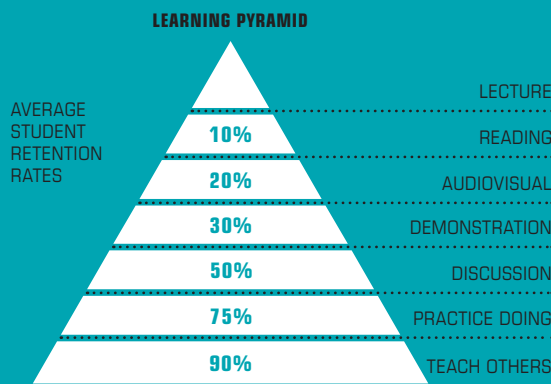 LEARNING PYRAMID
AVERAGE
STUDENT
RETENTION
RATES
LECTURE
10% READING
20% AUDIOVISUAL
30% DEMONSTRATION
50% DISCUSSION
75% PRACTICE DOING
90% TEACH OTHERS